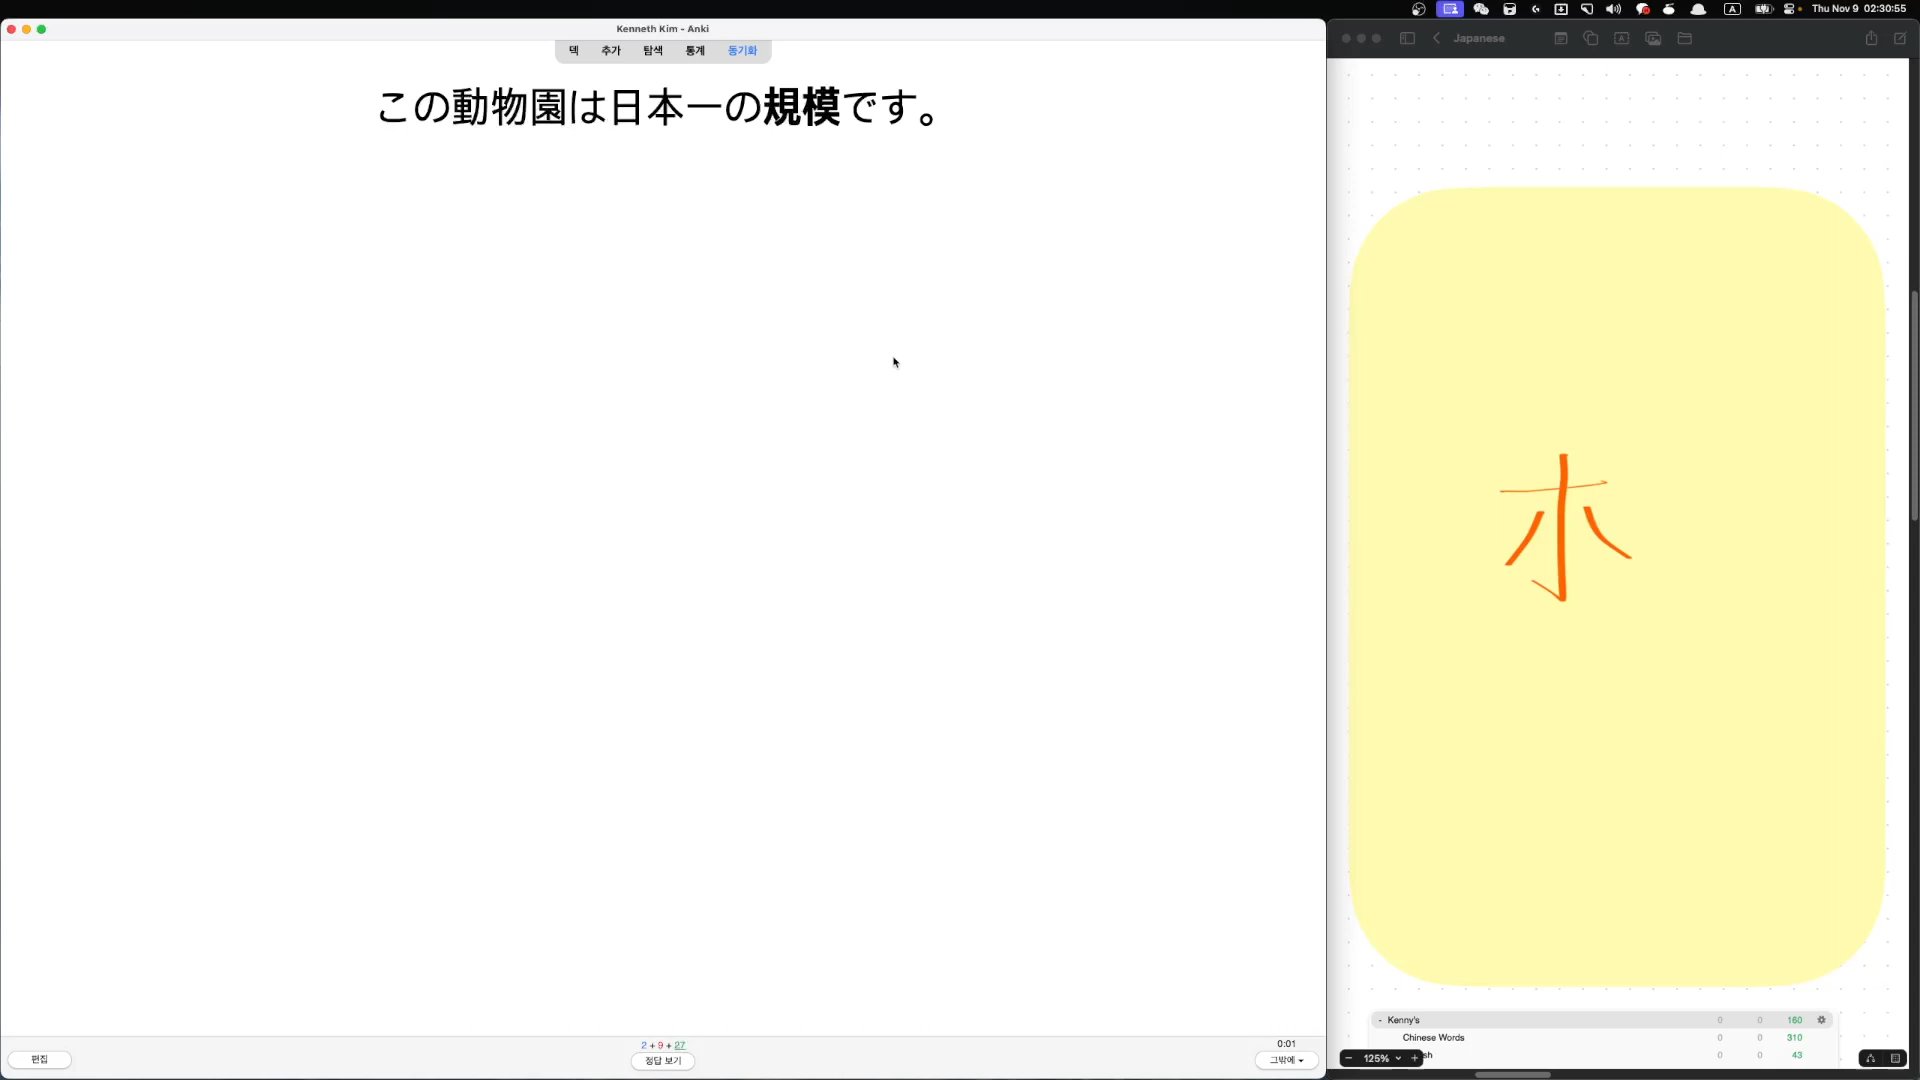 Thu Nov 9 02:30:55
Kenneth Kim - Anki
덱 추가 탐색 통계 동기화
この動物園は日本一の規模です。
2 + 9 + 27
편집
정답 보기
0:01
그밖에
Japanese
木
- Kenny's 0 0 160
Chinese Words 0 0 310
sh 0 0 43
− 125% +